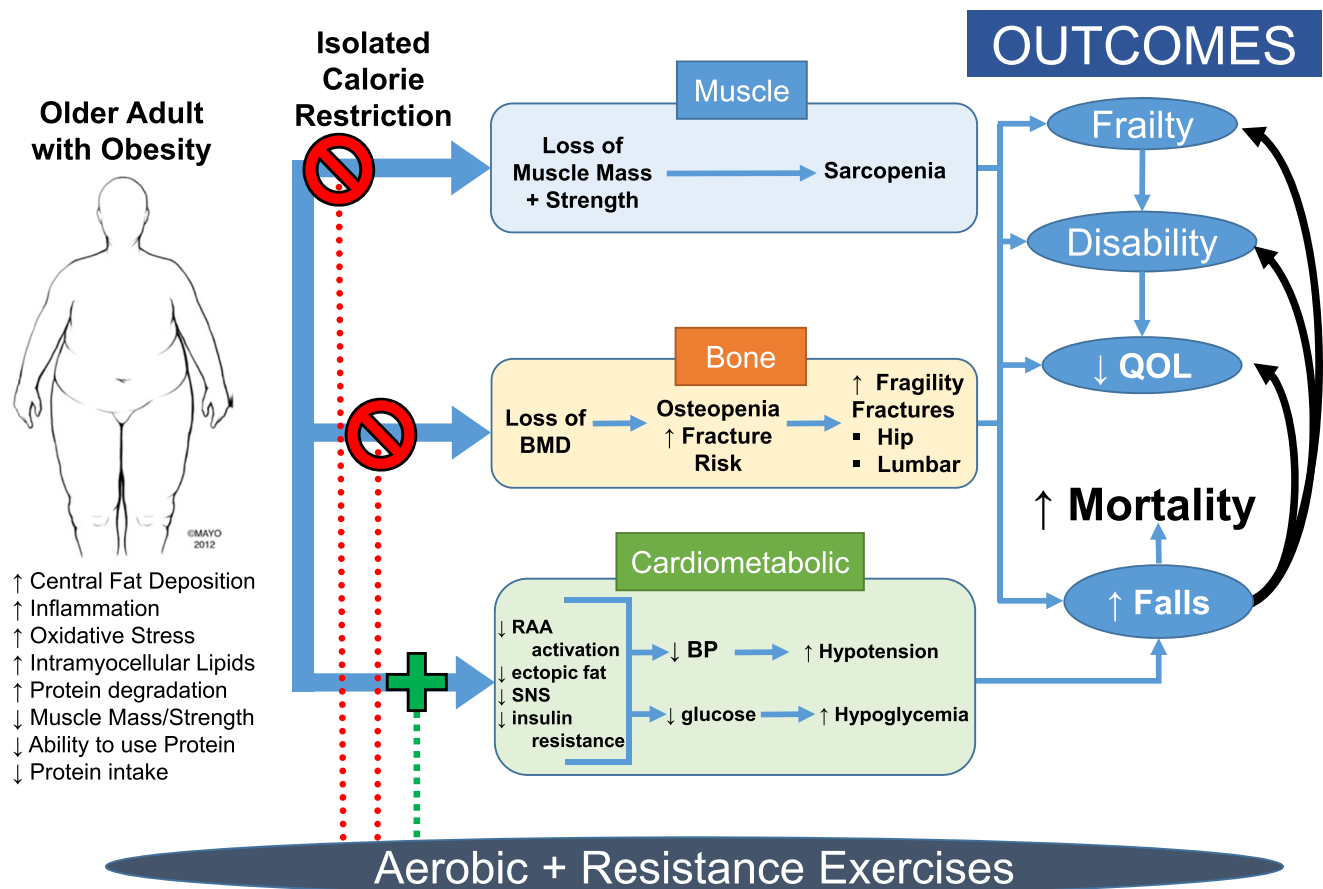 Older Adult
with Obesity
©MAYO
2012
↑ Central Fat Deposition
↑ Inflammation
↑ Oxidative Stress
↑ Intramyocellular Lipids
↑ Protein degradation
↓ Muscle Mass/Strength
↓ Ability to use Protein
↓ Protein intake
Isolated
Calorie
Restriction
Muscle
Loss of
Muscle Mass
+ Strength
Sarcopenia
Bone
Loss of
BMD
Osteopenia
↑ Fracture
Risk
↑ Fragility
Fractures
▪ Hip
▪ Lumbar
Cardiometabolic
↓ RAA
activation
↓ ectopic fat
↓ SNS
↓ insulin
resistance
↓ BP
↑ Hypotension
↓ glucose
↑ Hypoglycemia
OUTCOMES
Frailty
Disability
↓ QOL
↑ Mortality
↑ Falls
Aerobic + Resistance Exercises